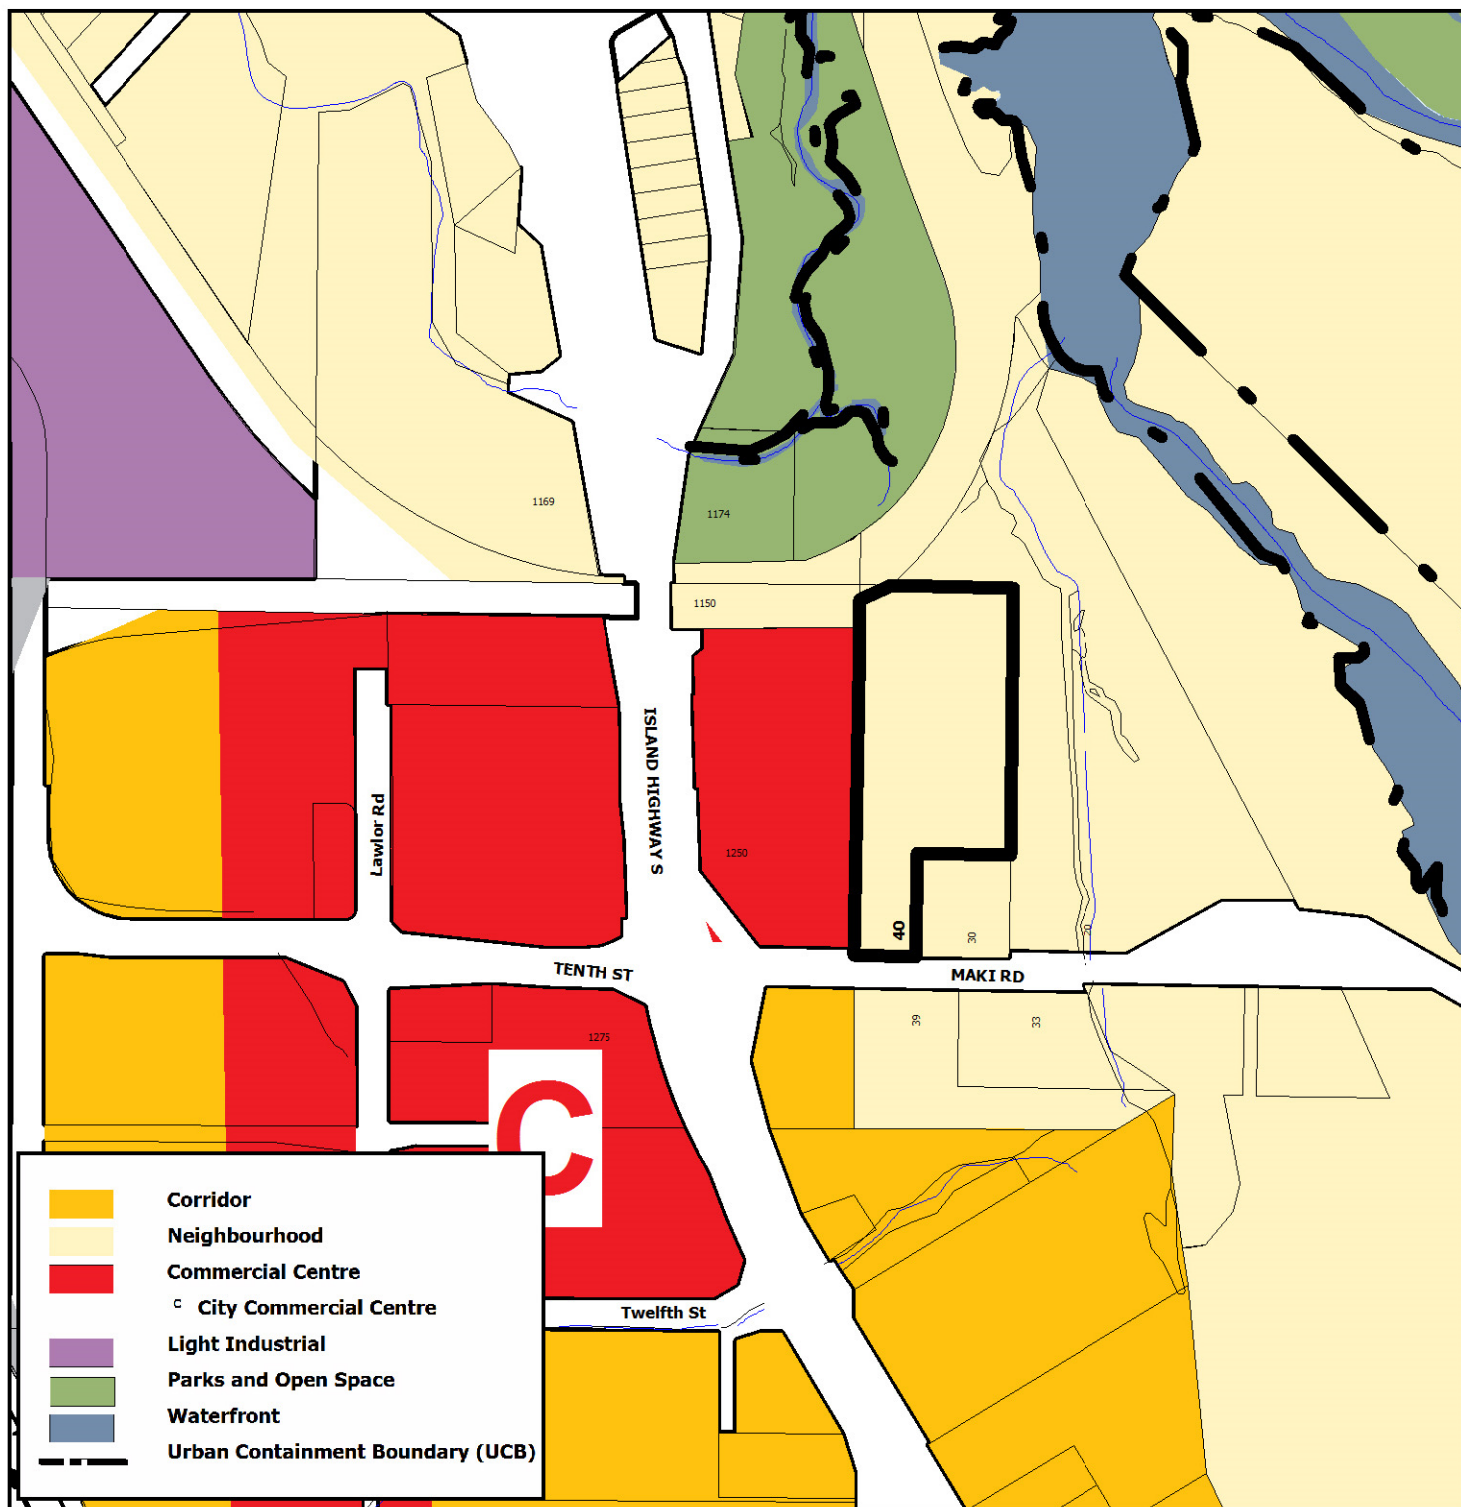 1169
1174
1150
ISLAND HIGHWAY S
Lawlor Rd
1250
40
30
20
TENTH ST
MAKI RD
39
33
1275
C
Twelfth St
Corridor
Neighbourhood
Commercial Centre
C City Commercial Centre
Light Industrial
Parks and Open Space
Waterfront
Urban Containment Boundary (UCB)